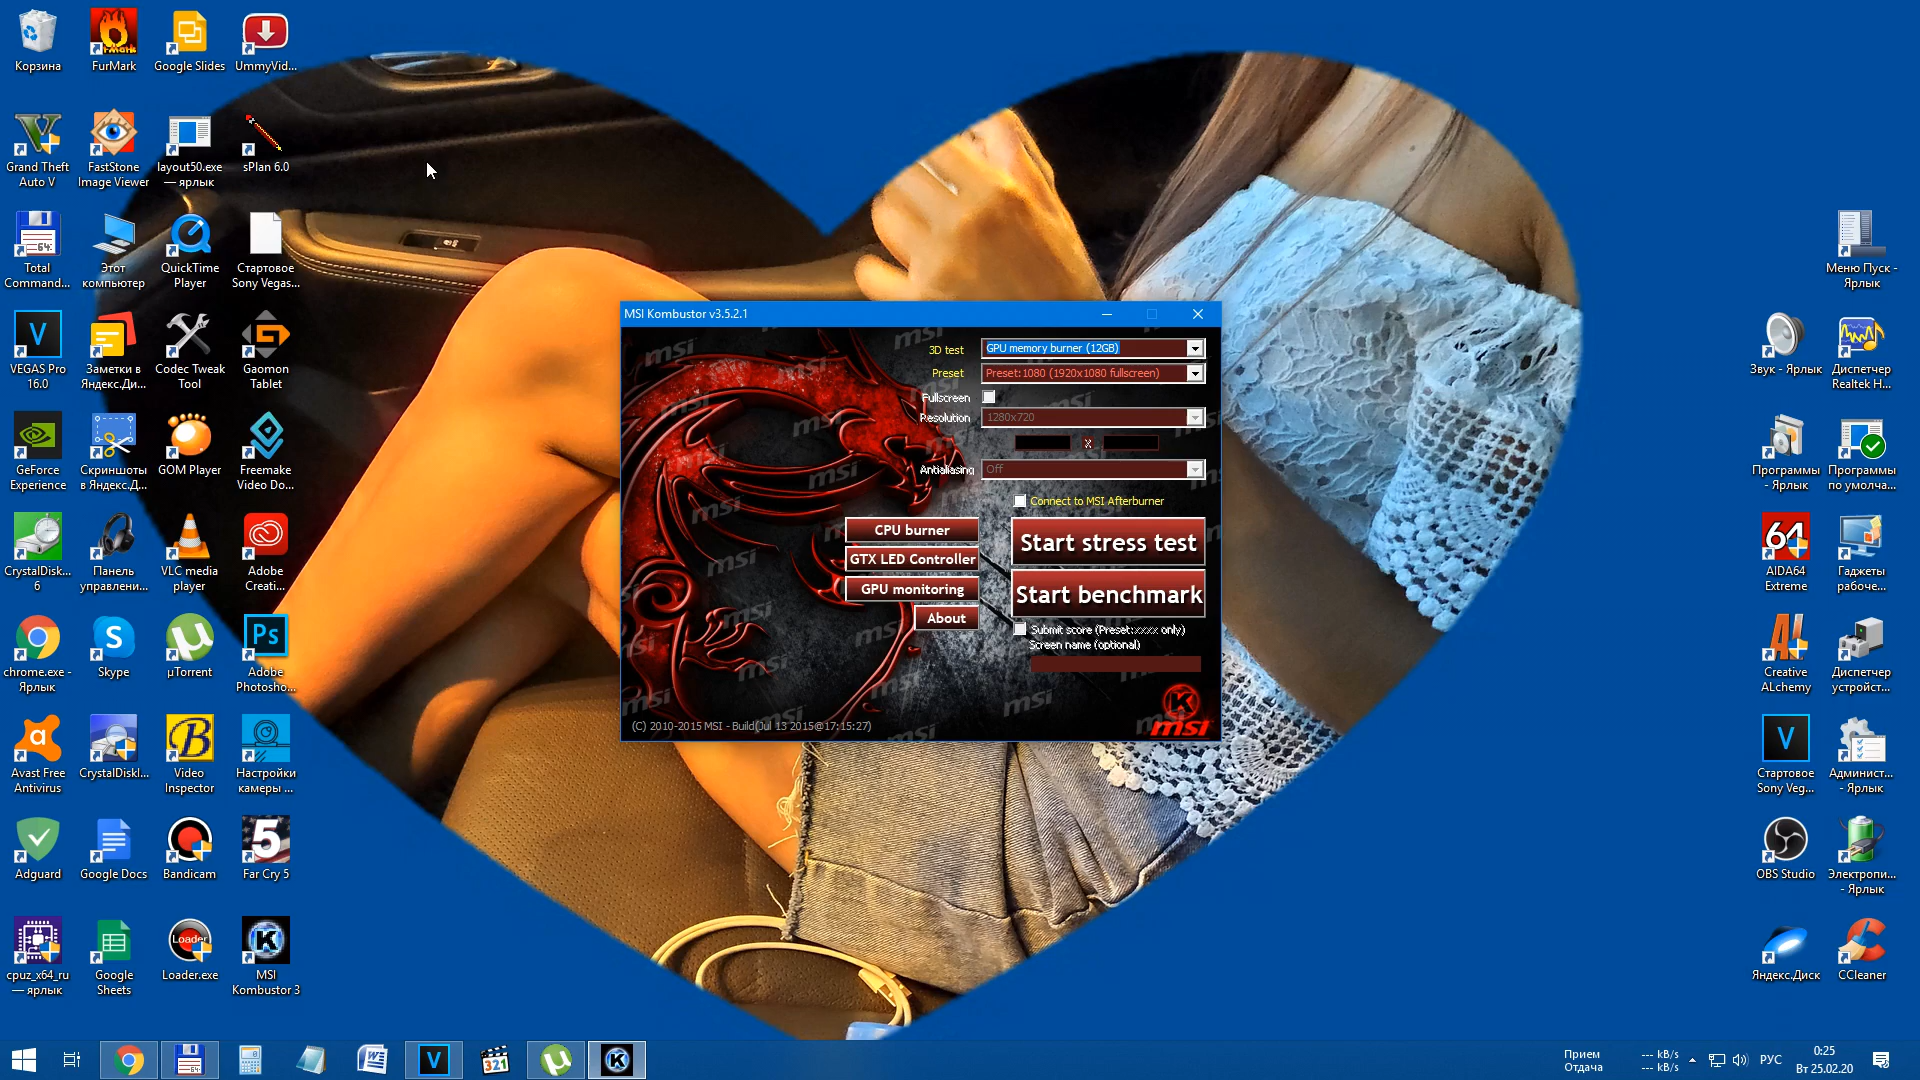 Корзина
FurMark
Google Slides
UmmyVid...
Grand Theft
Auto V
FastStone
Image Viewer
layout50.exe
— ярлык
sPlan 6.0
Total
Command...
Этот
компьютер
QuickTime
Player
Стартовое
Sony Vegas...
VEGAS Pro
16.0
Заметки в
Яндекс.Ди...
Codec Tweak
Tool
Gaomon
Tablet
GeForce
Experience
Скриншоты
в Яндекс.Д...
GOM Player
Freemake
Video Do...
CrystalDisk...
6
Панель
управлени...
VLC media
player
Adobe
Creati...
chrome.exe -
Ярлык
Skype
µTorrent
Ps
Adobe
Photosho...
Avast Free
Antivirus
CrystalDiskI...
Video
Inspector
Настройки
камеры ...
Adguard
Google Docs
Bandicam
5
Far Cry 5
cpuz_x64_ru
— ярлык
Google
Sheets
Loader
Loader.exe
MSI
Kombustor 3
MSI Kombustor v3.5.2.1
3D test
GPU memory burner (12GB)
Preset
Preset:1080 (1920x1080 fullscreen)
Fullscreen
Resolution
1280x720
x
Antialiasing
Off
Connect to MSI Afterburner
CPU burner
GTX LED Controller
GPU monitoring
About
Start stress test
Start benchmark
Submit score (Preset:xxxx only)
Screen name (optional)
K
msi
(C) 2010-2015 MSI - Build(Jul 13 2015@17:15:27)
Меню Пуск -
Ярлык
Звук - Ярлык
Диспетчер
Realtek H...
Программы
- Ярлык
Программы
по умолча...
64
AIDA64
Extreme
Гаджеты
рабоче...
Creative
ALchemy
Диспетчер
устройст...
Стартовое
Sony Veg...
Админист...
- Ярлык
OBS Studio
Электропи...
- Ярлык
Яндекс.Диск
CCleaner
321
Прием
Отдача
--- kB/s
--- kB/s
РУС
0:25
Вт 25.02.20